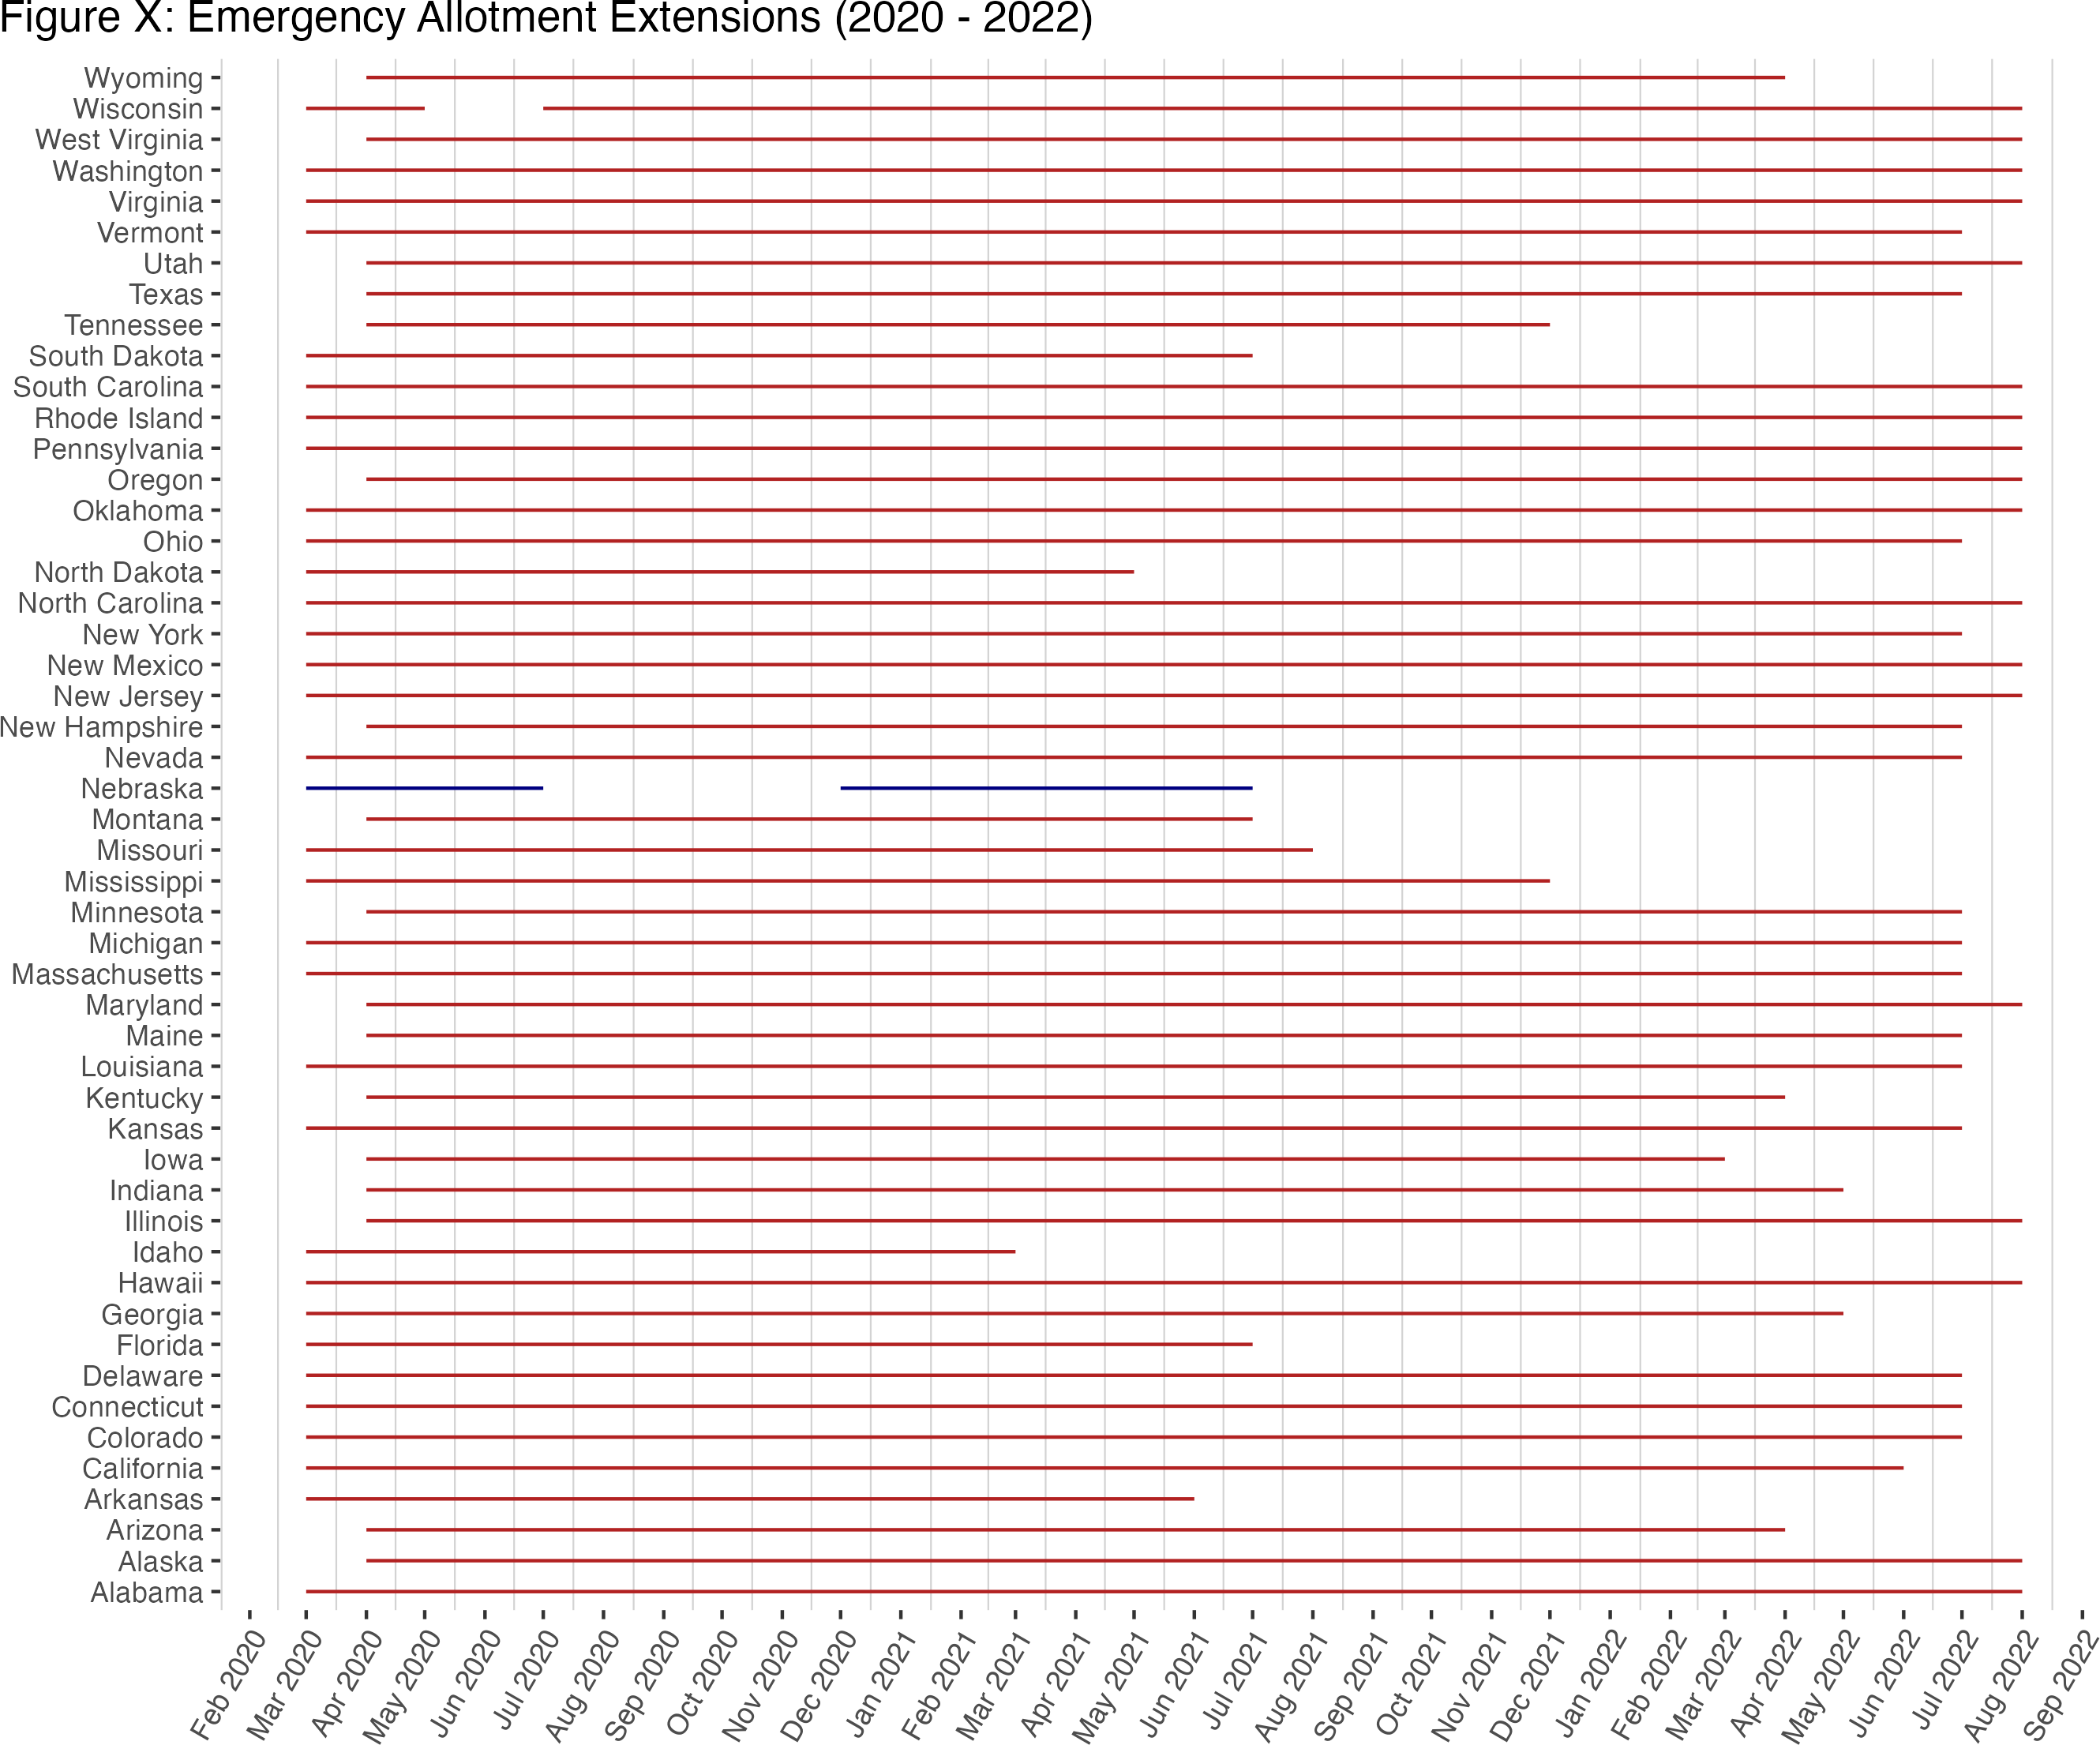 Figure X: Emergency Allotment Extensions (2020 - 2022)
Wyoming
Wisconsin
West Virginia
Washington
Virginia
Vermont
Utah
Texas
Tennessee
South Dakota
South Carolina
Rhode Island
Pennsylvania
Oregon
Oklahoma
Ohio
North Dakota
North Carolina
New York
New Mexico
New Jersey
New Hampshire
Nevada
Nebraska
Montana
Missouri
Mississippi
Minnesota
Michigan
Massachusetts
Maryland
Maine
Louisiana
Kentucky
Kansas
Iowa
Indiana
Illinois
Idaho
Hawaii
Georgia
Florida
Delaware
Connecticut
Colorado
California
Arkansas
Arizona
Alaska
Alabama
Feb 2020
Mar 2020
Apr 2020
May 2020
Jun 2020
Jul 2020
Aug 2020
Sep 2020
Oct 2020
Nov 2020
Dec 2020
Jan 2021
Feb 2021
Mar 2021
Apr 2021
May 2021
Jun 2021
Jul 2021
Aug 2021
Sep 2021
Oct 2021
Nov 2021
Dec 2021
Jan 2022
Feb 2022
Mar 2022
Apr 2022
May 2022
Jun 2022
Jul 2022
Aug 2022
Sep 2022